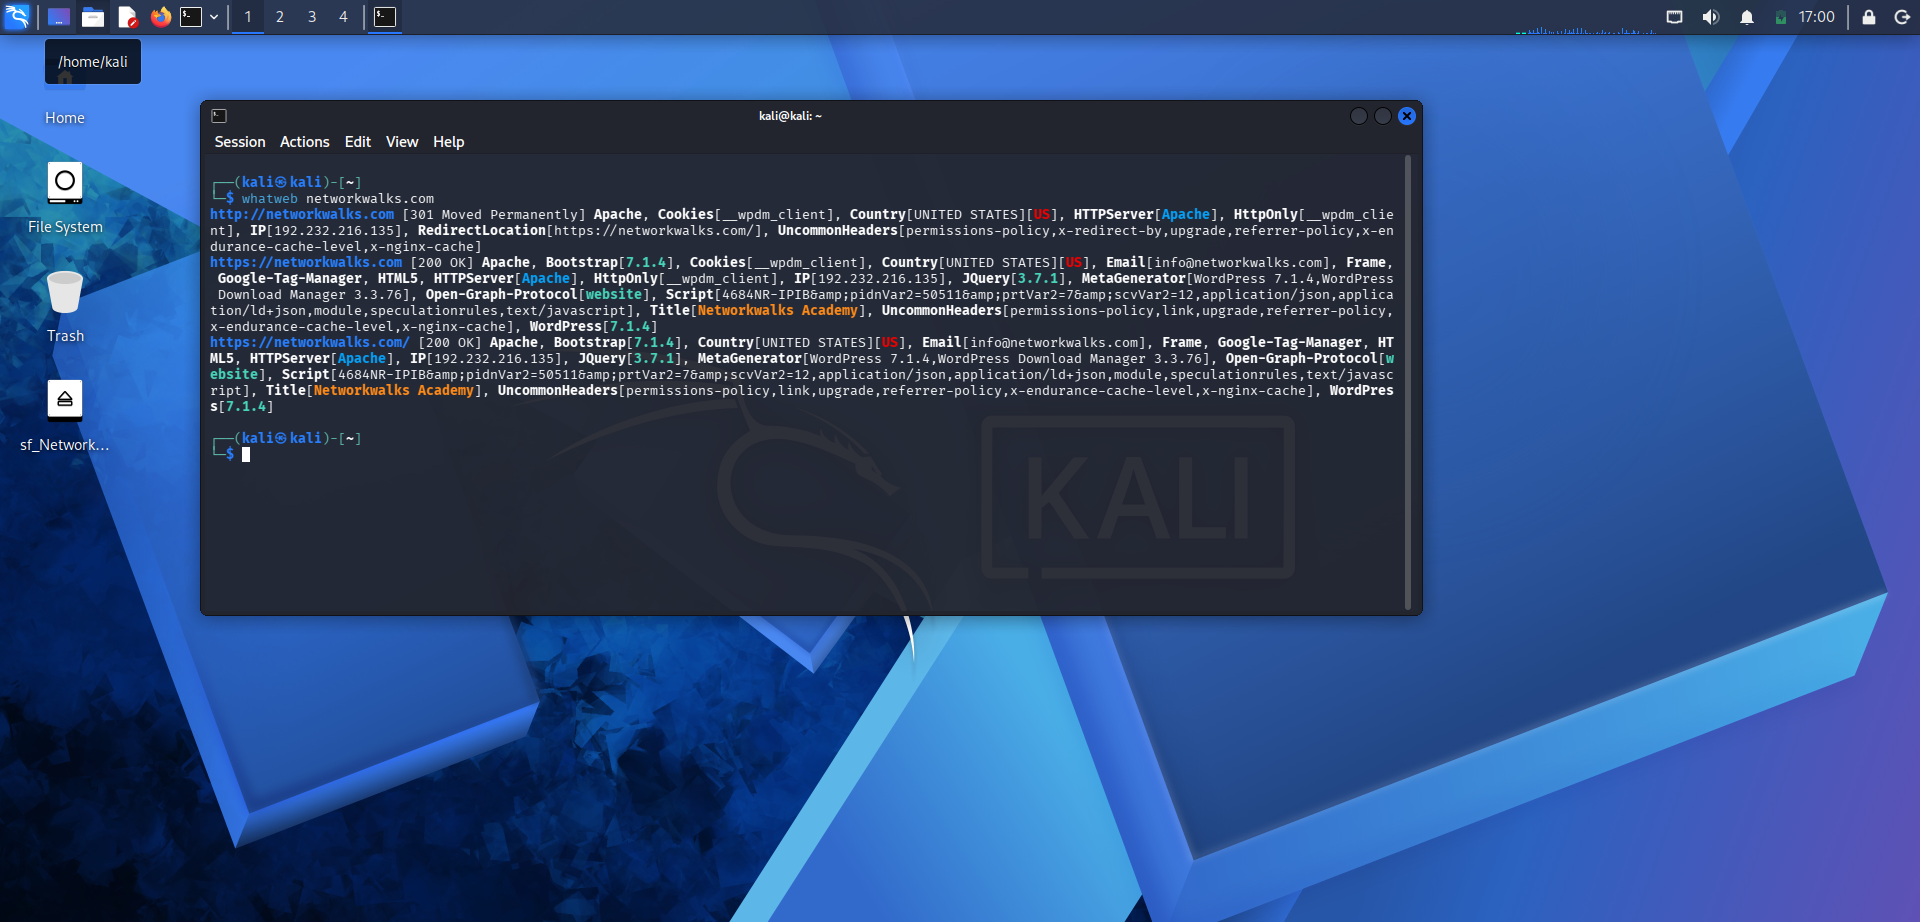 1 2 3 4
17:00
/home/kali
Home
File System
Trash
sf_Network...
kali@kali: ~
Session Actions Edit View Help
┌──(kali㉿kali)-[~]
└─$ whatweb networkwalks.com
http://networkwalks.com [301 Moved Permanently] Apache, Cookies[__wpdm_client], Country[UNITED STATES][US], HTTPServer[Apache], HttpOnly[__wpdm_clie
nt], IP[192.232.216.135], RedirectLocation[https://networkwalks.com/], UncommonHeaders[permissions-policy,x-redirect-by,upgrade,referrer-policy,x-en
durance-cache-level,x-nginx-cache]
https://networkwalks.com [200 OK] Apache, Bootstrap[7.1.4], Cookies[__wpdm_client], Country[UNITED STATES][US], Email[info@networkwalks.com], Frame,
Google-Tag-Manager, HTML5, HTTPServer[Apache], HttpOnly[__wpdm_client], IP[192.232.216.135], JQuery[3.7.1], MetaGenerator[WordPress 7.1.4,WordPress
Download Manager 3.3.76], Open-Graph-Protocol[website], Script[4684NR-IPIB&amp;pidnVar2=50511&amp;prtVar2=7&amp;scvVar2=12,application/json,applica
tion/ld+json,module,speculationrules,text/javascript], Title[Networkwalks Academy], UncommonHeaders[permissions-policy,link,upgrade,referrer-policy,
x-endurance-cache-level,x-nginx-cache], WordPress[7.1.4]
https://networkwalks.com/ [200 OK] Apache, Bootstrap[7.1.4], Country[UNITED STATES][US], Email[info@networkwalks.com], Frame, Google-Tag-Manager, HT
ML5, HTTPServer[Apache], IP[192.232.216.135], JQuery[3.7.1], MetaGenerator[WordPress 7.1.4,WordPress Download Manager 3.3.76], Open-Graph-Protocol[w
ebsite], Script[4684NR-IPIB&amp;pidnVar2=50511&amp;prtVar2=7&amp;scvVar2=12,application/json,application/ld+json,module,speculationrules,text/javasc
ript], Title[Networkwalks Academy], UncommonHeaders[permissions-policy,link,upgrade,referrer-policy,x-endurance-cache-level,x-nginx-cache], WordPres
s[7.1.4]
┌──(kali㉿kali)-[~]
└─$
KALI